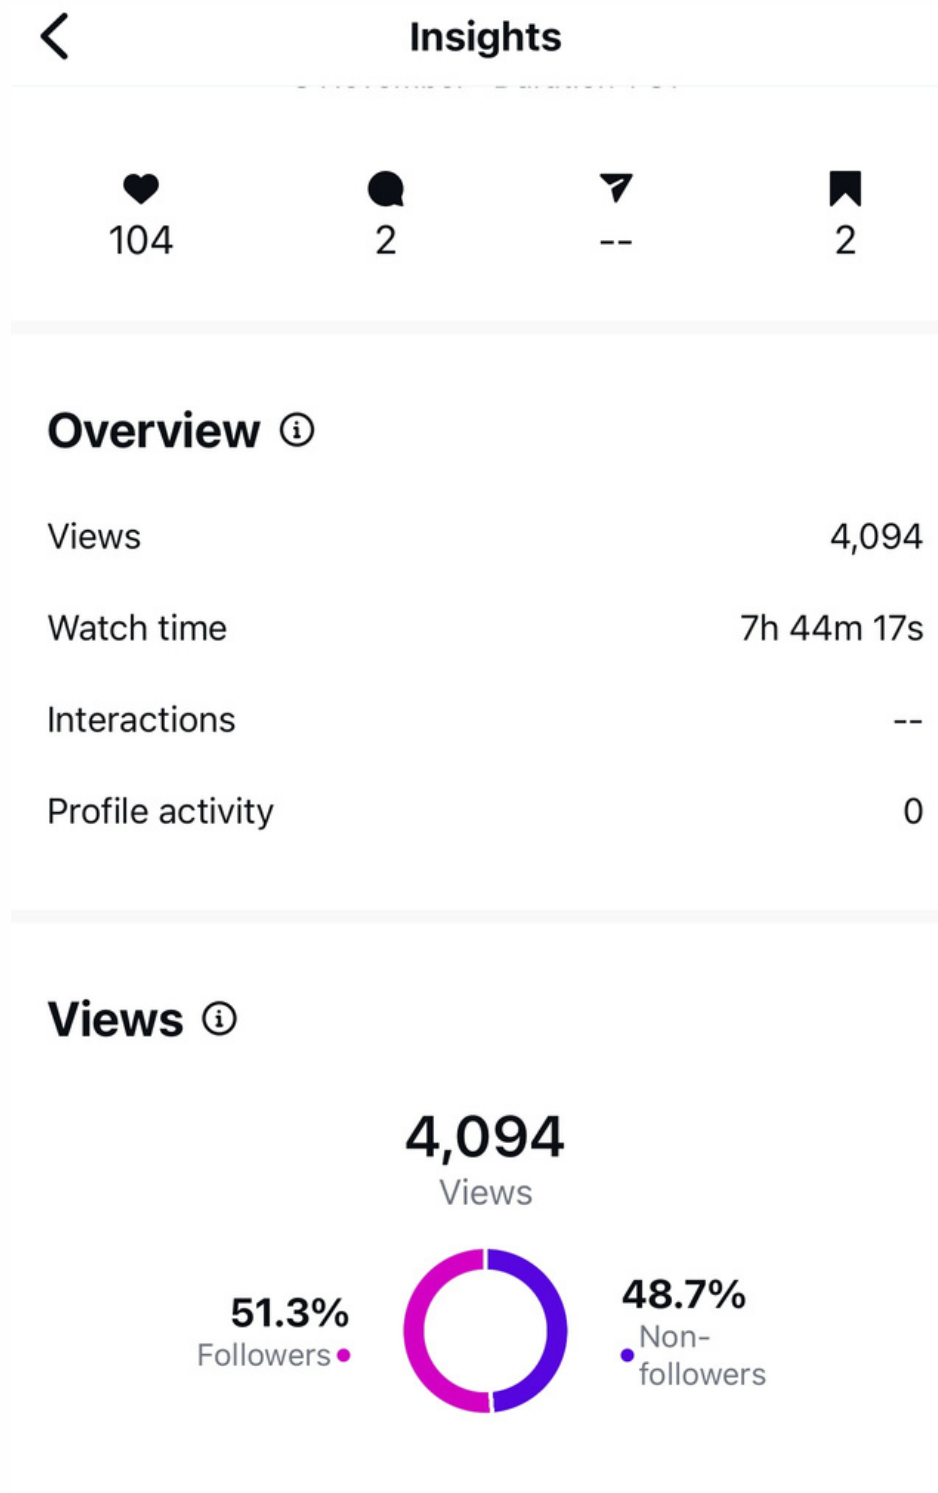 Insights
104
2
--
2
Overview
Views 4,094
Watch time 7h 44m 17s
Interactions --
Profile activity 0
Views
4,094
Views
51.3%
Followers
48.7%
Non-
followers